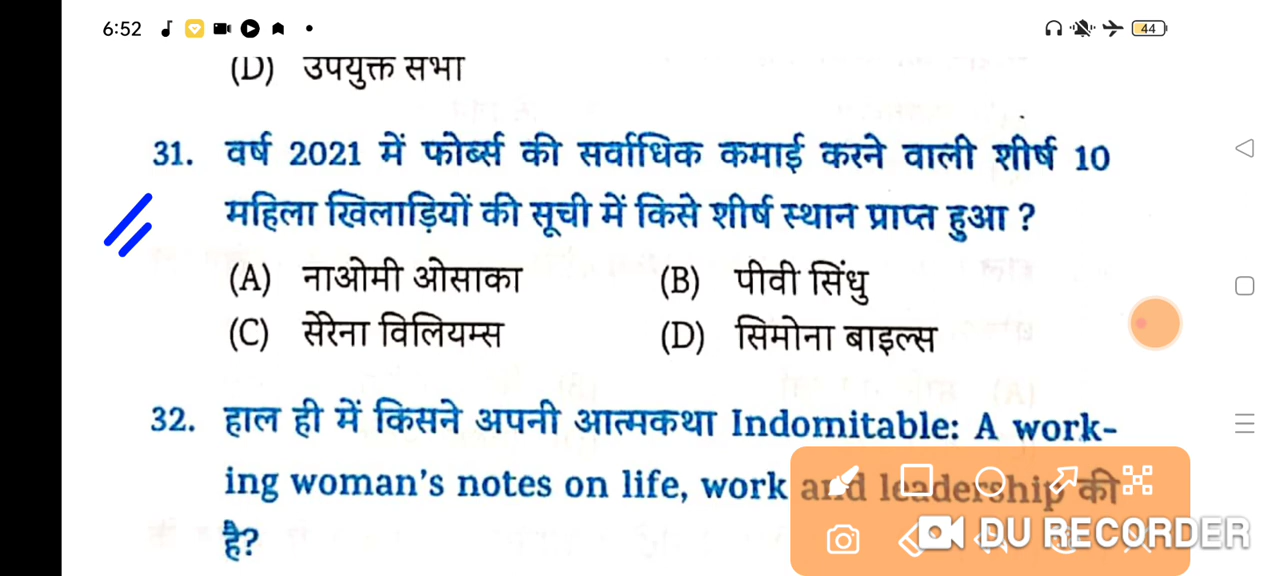 6:52
44
(D) उपयुक्त सभा
31. वर्ष 2021 में फोर्ब्स की सर्वाधिक कमाई करने वाली शीर्ष 10
महिला खिलाड़ियों की सूची में किसे शीर्ष स्थान प्राप्त हुआ ?
(A) नाओमी ओसाका (B) पीवी सिंधु
(C) सेरेना विलियम्स (D) सिमोना बाइल्स
32. हाल ही में किसने अपनी आत्मकथा Indomitable: A work-
ing woman's notes on life, work and leadership की
है?
DU RECORDER